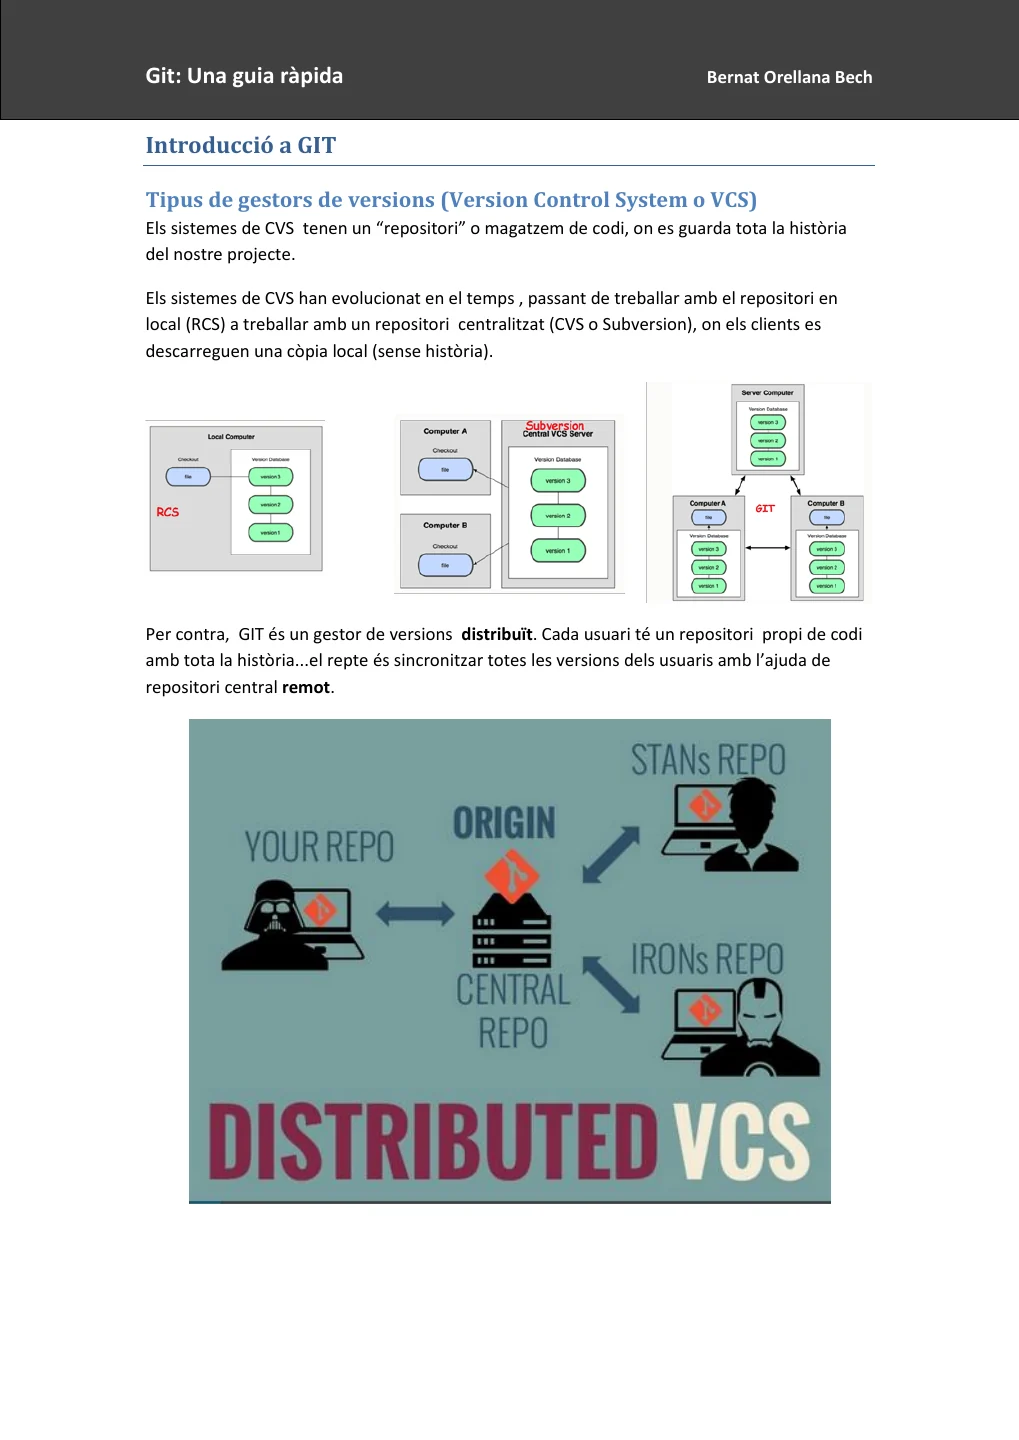 Git: Una guia ràpida
Bernat Orellana Bech
Introducció a GIT
Tipus de gestors de versions (Version Control System o VCS)
Els sistemes de CVS  tenen un “repositori” o magatzem de codi, on es guarda tota la història
del nostre projecte.
Els sistemes de CVS han evolucionat en el temps , passant de treballar amb el repositori en
local (RCS) a treballar amb un repositori  centralitzat (CVS o Subversion), on els clients es
descarreguen una còpia local (sense història).
Local Computer
Checkout
Version Database
file
version 3
RCS
version 2
version 1
Subversion
Computer A
Central VCS Server
Checkout
Version Database
file
version 3
version 2
Computer B
Checkout
version 1
file
Server Computer
Version Database
version 3
version 2
version 1
Computer A
GIT
Computer B
file
file
Version Database
Version Database
version 3
version 3
version 2
version 2
version 1
version 1
Per contra,  GIT és un gestor de versions  distribuït. Cada usuari té un repositori  propi de codi
amb tota la història...el repte és sincronitzar totes les versions dels usuaris amb l’ajuda de
repositori central remot.
STANs REPO
ORIGIN
YOUR REPO
IRONs REPO
CENTRAL
REPO
DISTRIBUTED VCS